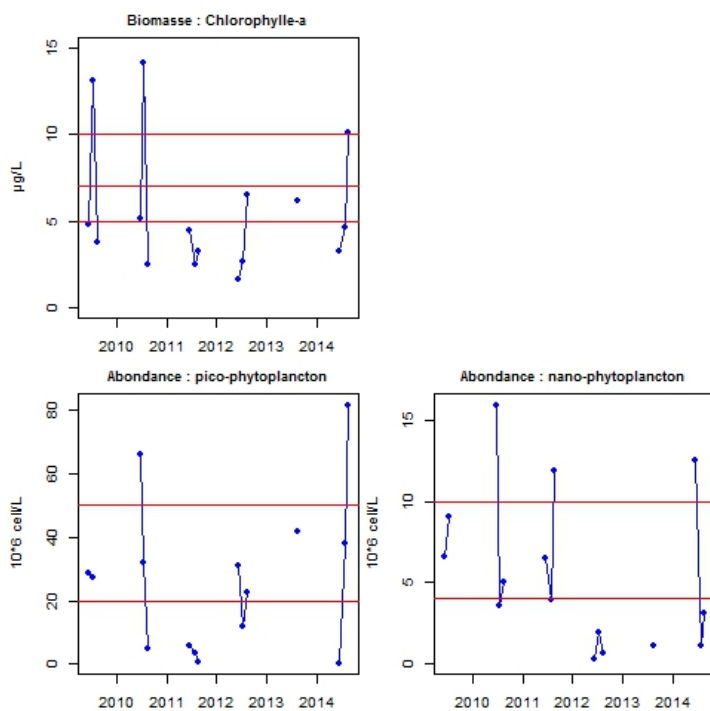 Biomasse : Chlorophylle-a
µg/L
15
10
5
0
2010 2011 2012 2013 2014
Abondance : pico-phytoplancton
10*6 cell/L
80
60
40
20
0
2010 2011 2012 2013 2014
Abondance : nano-phytoplancton
10*6 cell/L
15
10
5
0
2010 2011 2012 2013 2014